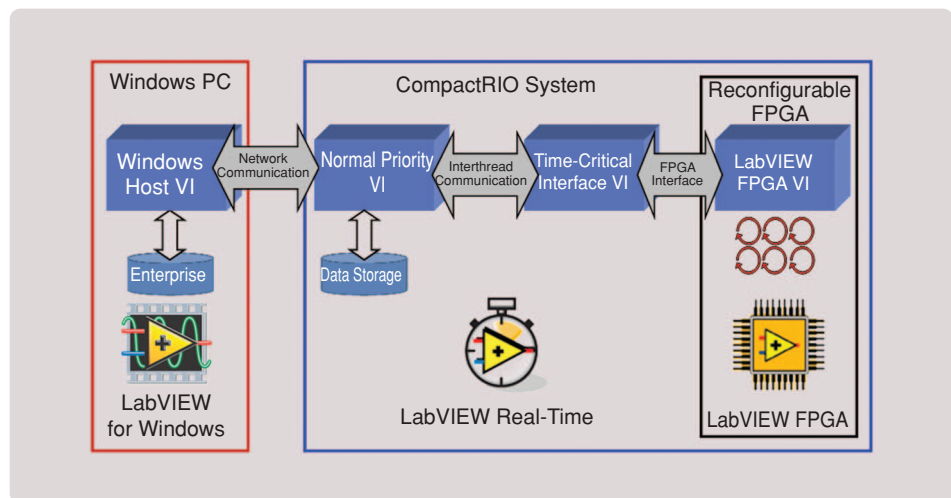 Windows PC
CompactRIO System
Reconfigurable
FPGA
Windows
Host VI
Network
Communication
Normal Priority
VI
Interthread
Communication
Time-Critical
Interface VI
FPGA
Interface
LabVIEW
FPGA VI
Enterprise
Data Storage
LabVIEW
for Windows
LabVIEW Real-Time
LabVIEW FPGA